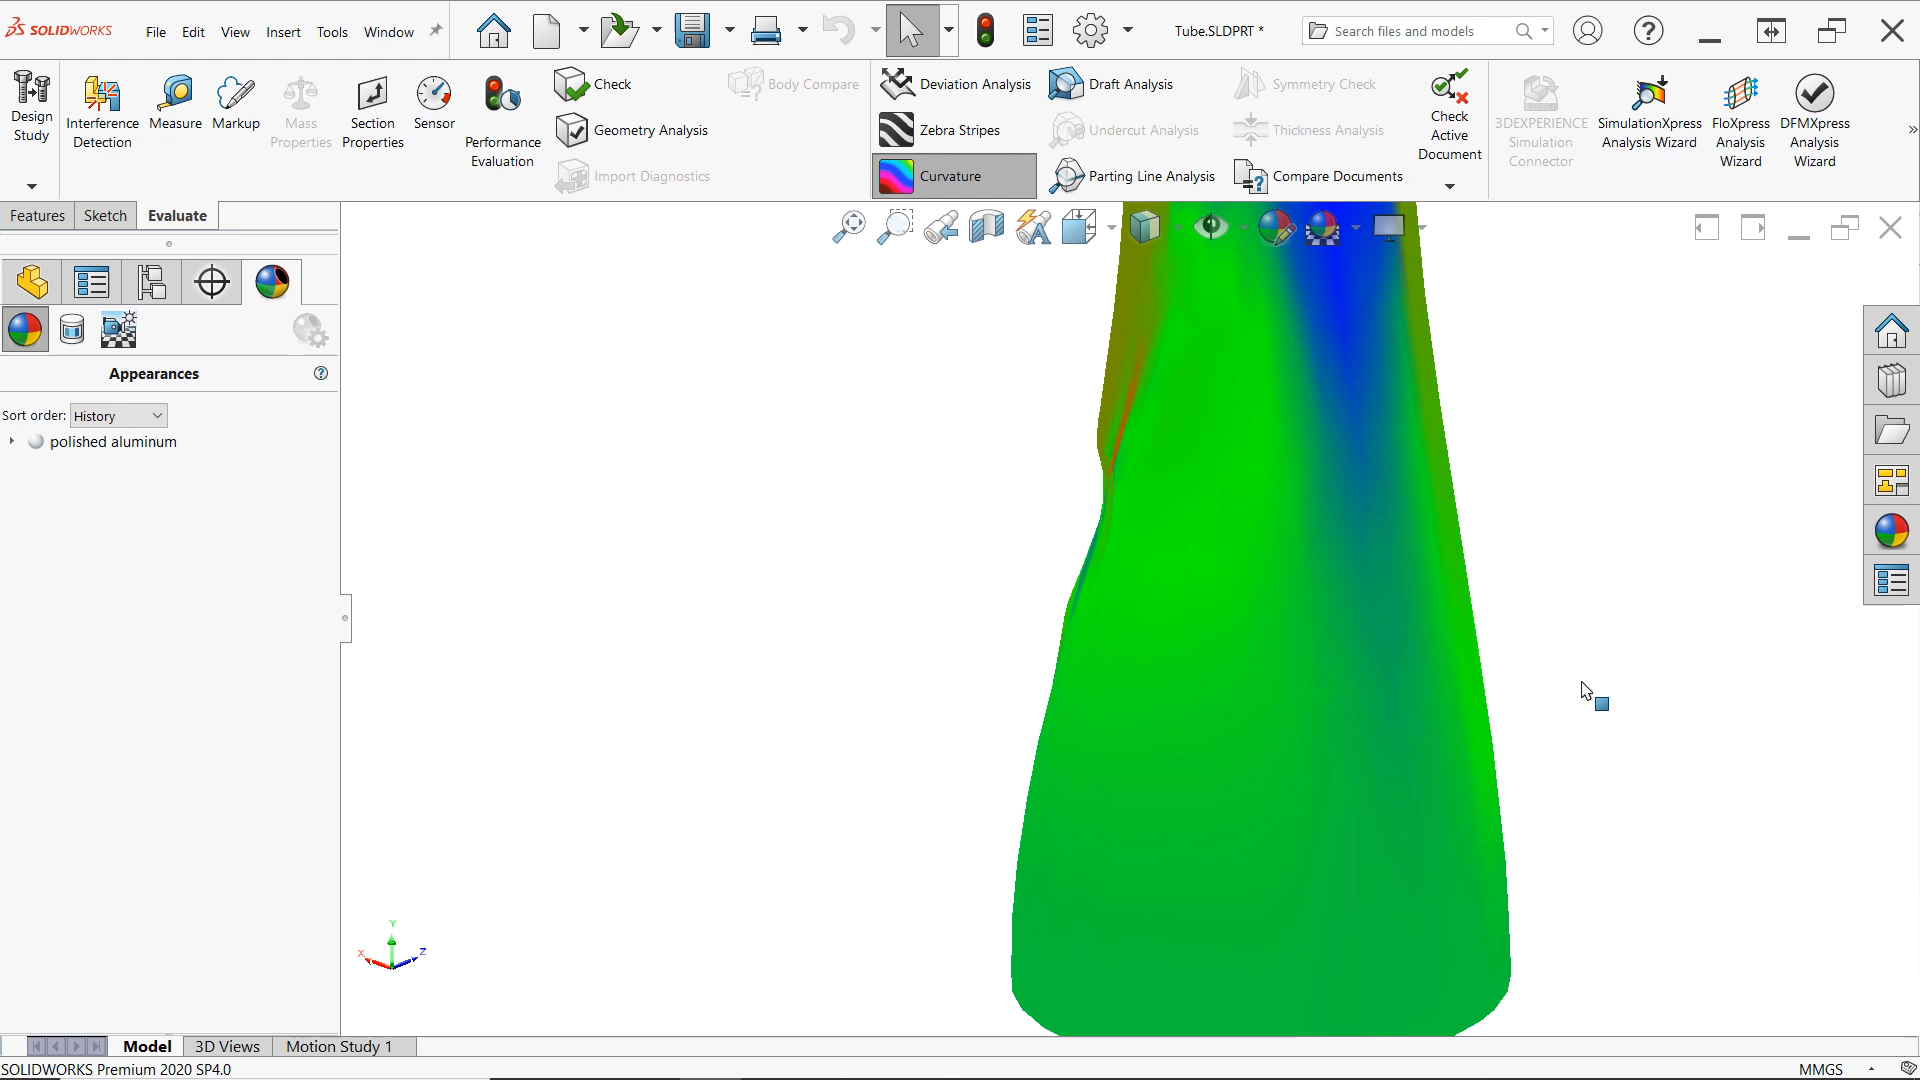 SOLIDWORKS
File Edit View Insert Tools Window
Tube.SLDPRT *
Search files and models
Design Study
Interference Detection
Measure
Markup
Mass Properties
Section Properties
Sensor
Performance Evaluation
Check
Geometry Analysis
Import Diagnostics
Body Compare
Deviation Analysis
Zebra Stripes
Curvature
Draft Analysis
Undercut Analysis
Parting Line Analysis
Symmetry Check
Thickness Analysis
Compare Documents
Check Active Document
3DEXPERIENCE Simulation Connector
SimulationXpress Analysis Wizard
FloXpress Analysis Wizard
DFMXpress Analysis Wizard
Features Sketch Evaluate
Appearances
Sort order: History
polished aluminum
Y
X
Z
Model 3D Views Motion Study 1
SOLIDWORKS Premium 2020 SP4.0
MMGS